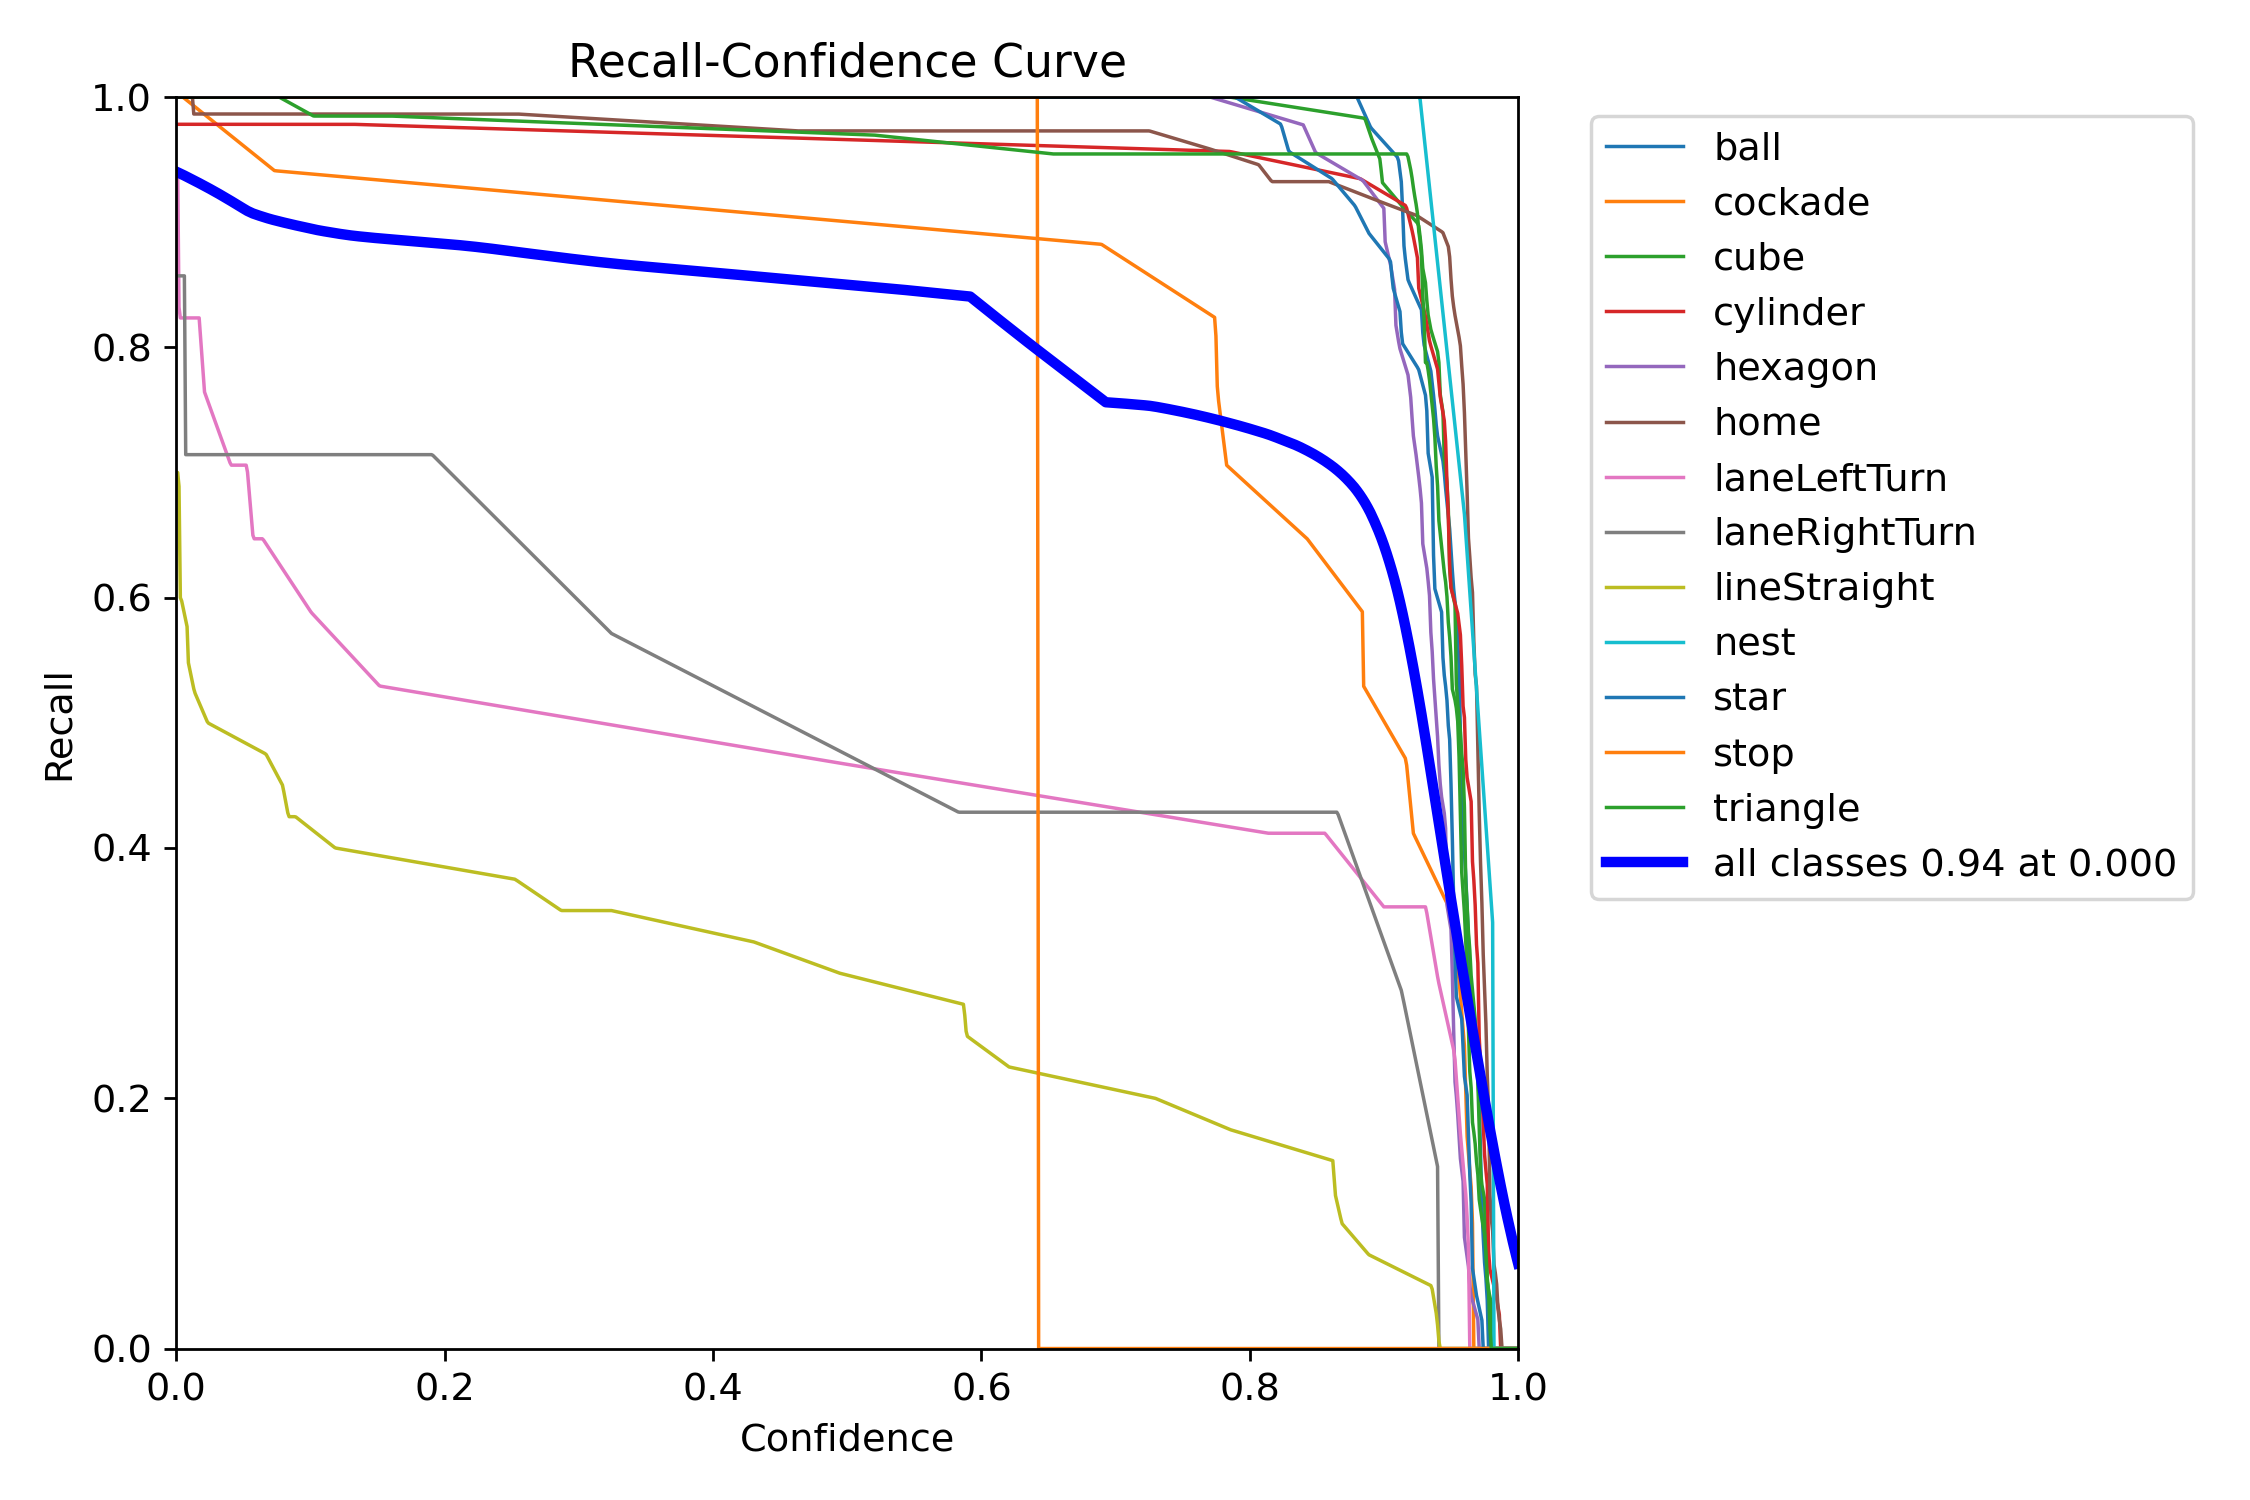 Recall-Confidence Curve
1.0
0.8
0.6
0.4
0.2
0.0
Recall
0.0 0.2 0.4 0.6 0.8 1.0
Confidence
ball
cockade
cube
cylinder
hexagon
home
laneLeftTurn
laneRightTurn
lineStraight
nest
star
stop
triangle
all classes 0.94 at 0.000